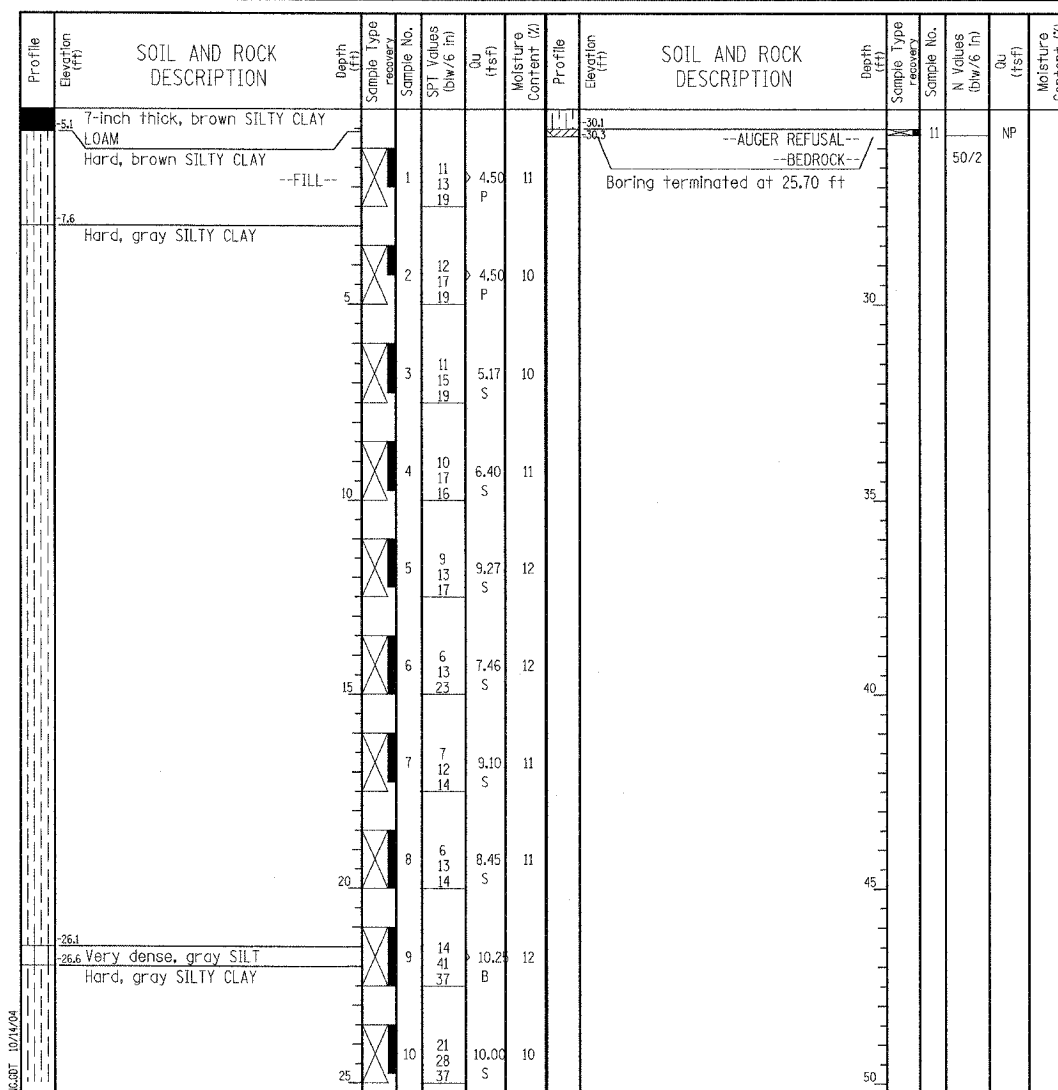 Profile
Elevation (ft)
SOIL AND ROCK
DESCRIPTION
Depth (ft)
Sample Type
recovery
Sample No.
SPT Values (blw/6 in)
Qu (tsf)
Moisture Content (%)
Profile
Elevation (ft)
SOIL AND ROCK
DESCRIPTION
Depth (ft)
Sample Type
recovery
Sample No.
N Values (blw/6 in)
Qu (tsf)
Moisture Content (%)
-5.1 7-inch thick, brown SILTY CLAY
LOAM
Hard, brown SILTY CLAY
--FILL--
1 11 > 4.50 11
13
19 P
-7.6
Hard, gray SILTY CLAY
2 12 > 4.50 10
17
5 19 P
3 11 5.17 10
15
19 S
4 10 6.40 11
17
10 16 S
5 9 9.27 12
13
17 S
6 6 7.46 12
13
15 23 S
7 7 9.10 11
12
14 S
8 6 8.45 11
13
20 14 S
-26.1
-26.6 Very dense, gray SILT
Hard, gray SILTY CLAY
9 14 > 10.25 12
41
37 B
10 21 10.00 10
28
25 37 S
-30.1
-30.3
--AUGER REFUSAL--
--BEDROCK--
11 NP
50/2
Boring terminated at 25.70 ft
30
35
40
45
50
.GDT 10/14/04